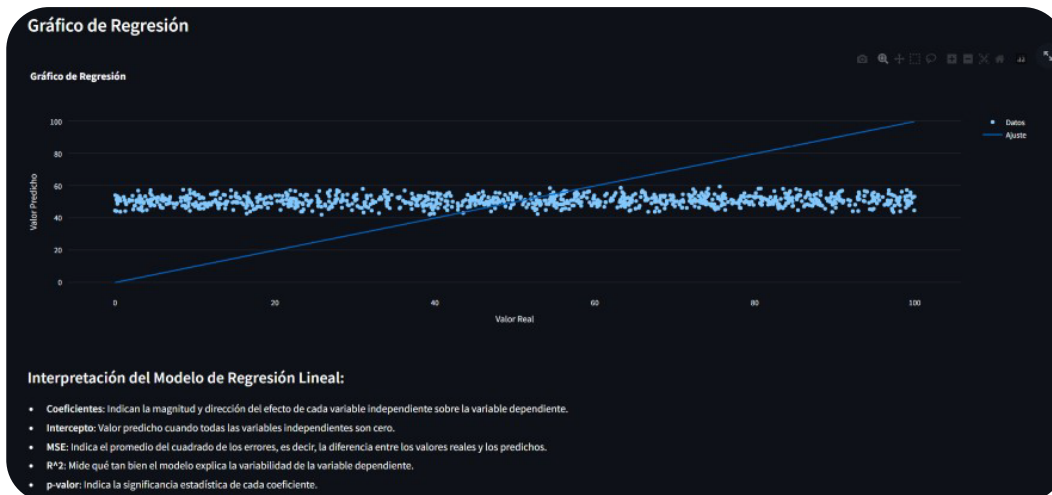 Gráfico de Regresión
Gráfico de Regresión
100
80
60
40
20
0
Valor Predicho
0 20 40 60 80 100
Valor Real
Datos
Ajuste
Interpretación del Modelo de Regresión Lineal:
• Coeficientes: Indican la magnitud y dirección del efecto de cada variable independiente sobre la variable dependiente.
• Intercepto: Valor predicho cuando todas las variables independientes son cero.
• MSE: Indica el promedio del cuadrado de los errores, es decir, la diferencia entre los valores reales y los predichos.
• R^2: Mide qué tan bien el modelo explica la variabilidad de la variable dependiente.
• p-valor: Indica la significancia estadística de cada coeficiente.